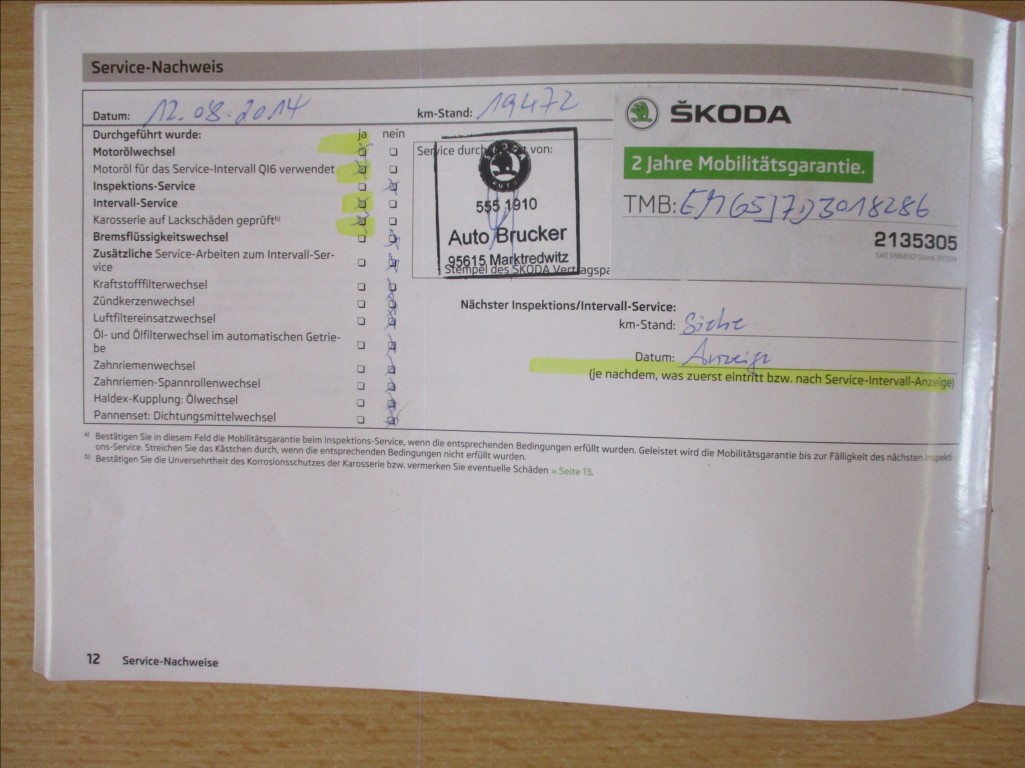 Service-Nachweis
Datum: 12.08.2014 km-Stand: 19472
ŠKODA
Durchgeführt wurde: ja nein
Motorölwechsel
Service durch von:
ŠKODA
AUTO
2 Jahre Mobilitätsgarantie.
Motoröl für das Service-Intervall QI6 verwendet
Inspektions-Service
555 1910
TMB: EM65J7D3018286
Intervall-Service
Karosserie auf Lackschäden geprüft b)
Auto Brucker
2135305
Bremsflüssigkeitswechsel
95615 Marktredwitz
Stempel des ŠKODA Vertragspa
Zusätzliche Service-Arbeiten zum Intervall-Ser-
vice
Kraftstofffilterwechsel
Zündkerzenwechsel
Nächster Inspektions/Intervall-Service:
Luftfiltereinsatzwechsel
km-Stand: Siehe
Öl- und Ölfilterwechsel im automatischen Getrie-
be
Datum: Anzeige
Zahnriemenwechsel
(je nachdem, was zuerst eintritt bzw. nach Service-Intervall-Anzeige)
Zahnriemen-Spannrollenwechsel
Haldex-Kupplung: Ölwechsel
Pannenset: Dichtungsmittelwechsel
a) Bestätigen Sie in diesem Feld die Mobilitätsgarantie beim Inspektions-Service, wenn die entsprechenden Bedingungen erfüllt wurden. Geleistet wird die Mobilitätsgarantie bis zur Fälligkeit des nächsten Inspekti-
ons-Service. Streichen Sie das Kästchen durch, wenn die entsprechenden Bedingungen nicht erfüllt wurden.
b) Bestätigen Sie die Unversehrtheit des Korrosionsschutzes der Karosserie bzw. vermerken Sie eventuelle Schäden » Seite 13.
12 Service-Nachweise